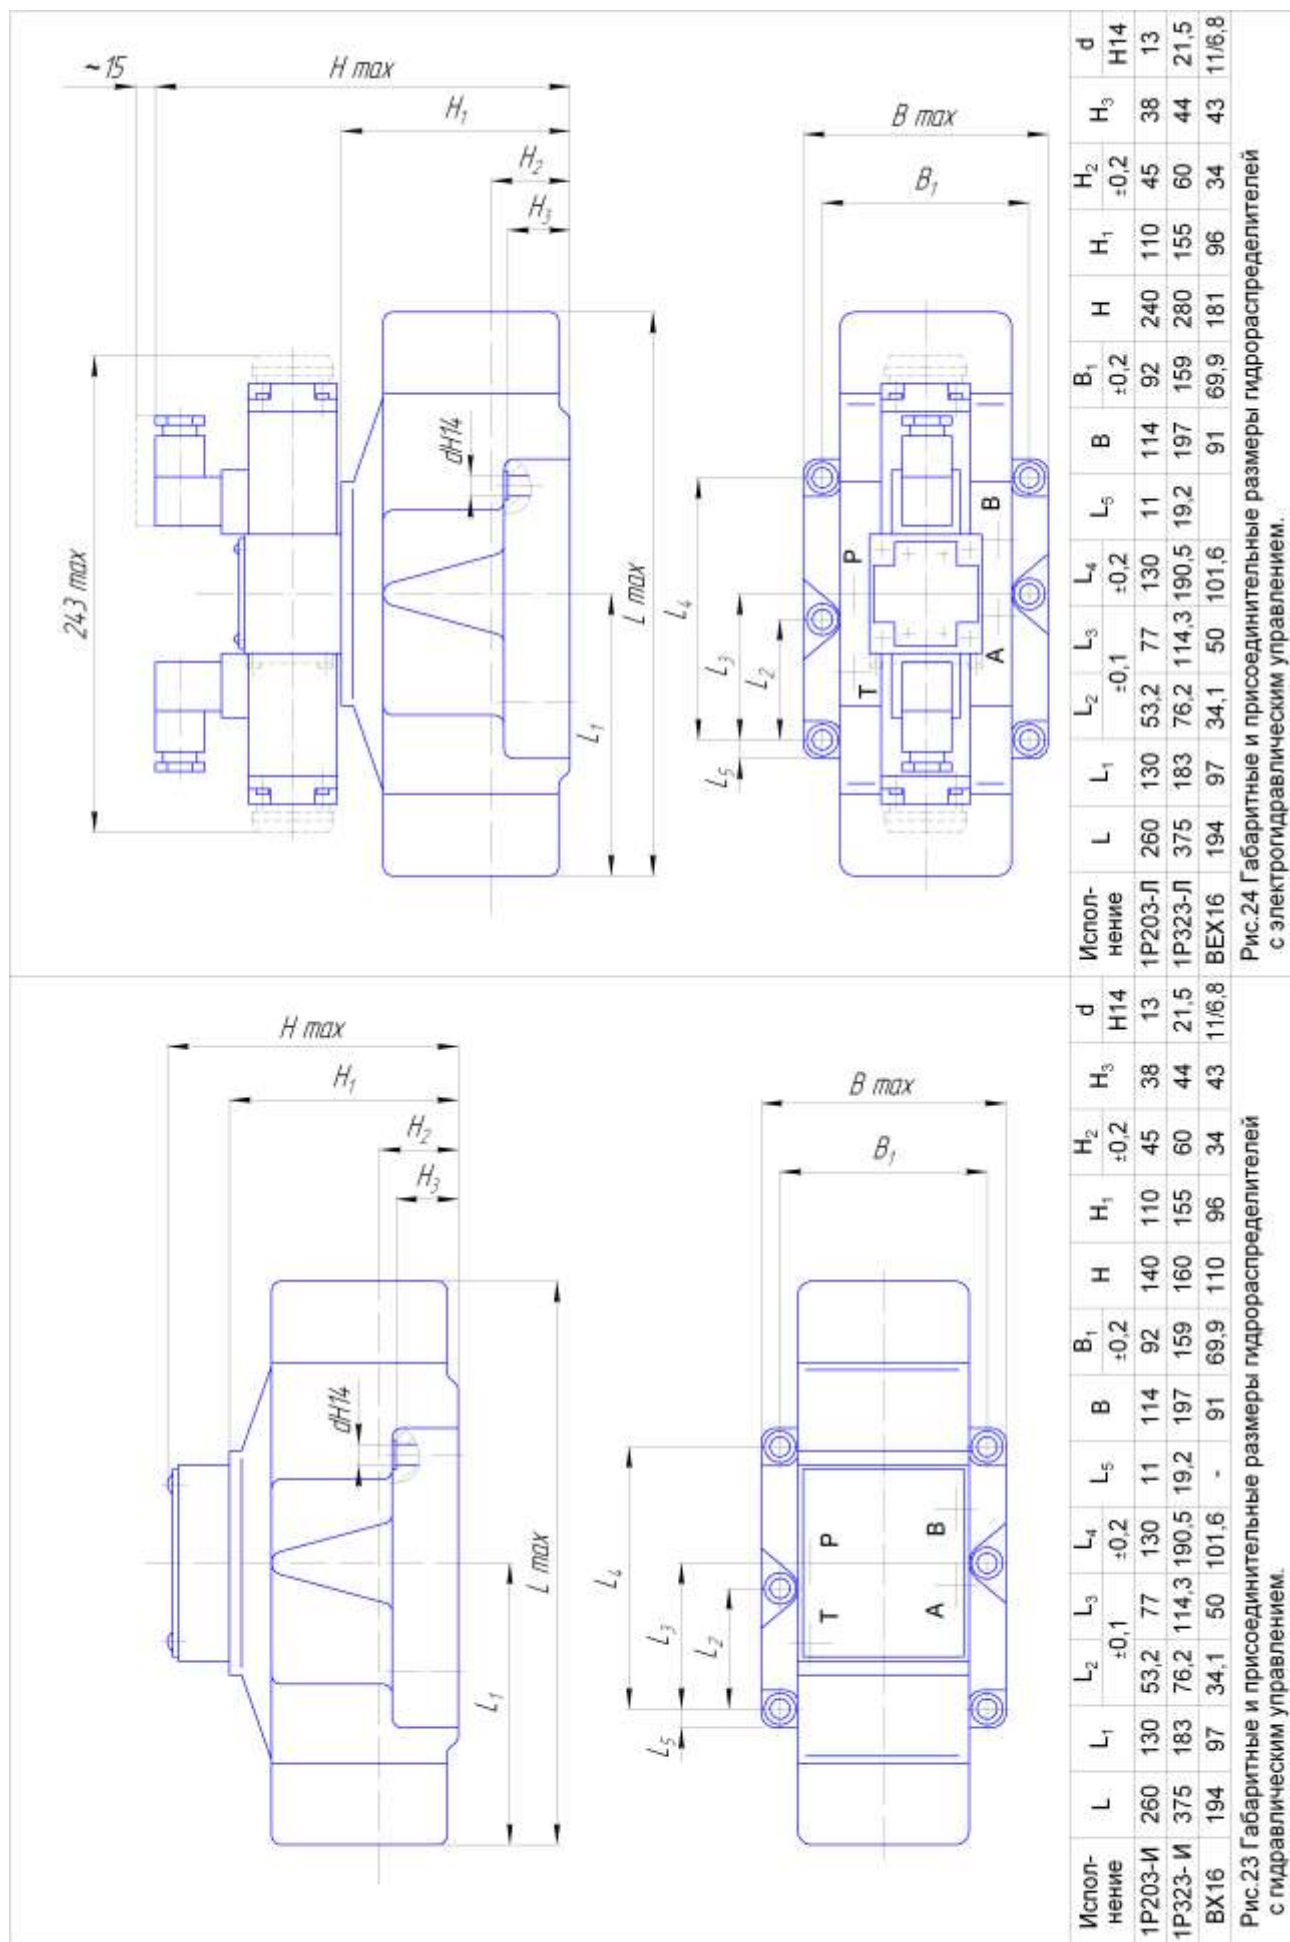 H max
H₁
H₂
H₃
dH14
L₁
L max
B max
B₁
L₄
L₃
L₂
L₅
T
P
A
B
Испол-нение L L₁ L₂ L₃ L₄ L₅ B B₁ H H₁ H₂ H₃ d
±0,1 ±0,2 ±0,2 ±0,2 H14
1Р203-И 260 130 53,2 77 130 11 114 92 140 110 45 38 13
1Р323- И 375 183 76,2 114,3 190,5 19,2 197 159 160 155 60 44 21,5
ВХ16 194 97 34,1 50 101,6 - 91 69,9 110 96 34 43 11/6,8
Рис.23 Габаритные и присоединительные размеры гидрораспределителей
с гидравлическим управлением.
~15
H max
H₁
H₂
H₃
243 max
dH14
L₁
L max
B max
B₁
L₄
L₃
L₂
L₅
T
P
A
B
Испол-нение L L₁ L₂ L₃ L₄ L₅ B B₁ H H₁ H₂ H₃ d
±0,1 ±0,2 ±0,2 ±0,2 H14
1Р203-Л 260 130 53,2 77 130 11 114 92 240 110 45 38 13
1Р323-Л 375 183 76,2 114,3 190,5 19,2 197 159 280 155 60 44 21,5
ВЕХ16 194 97 34,1 50 101,6 91 69,9 181 96 34 43 11/6,8
Рис.24 Габаритные и присоединительные размеры гидрораспределителей
с электрогидравлическим управлением.